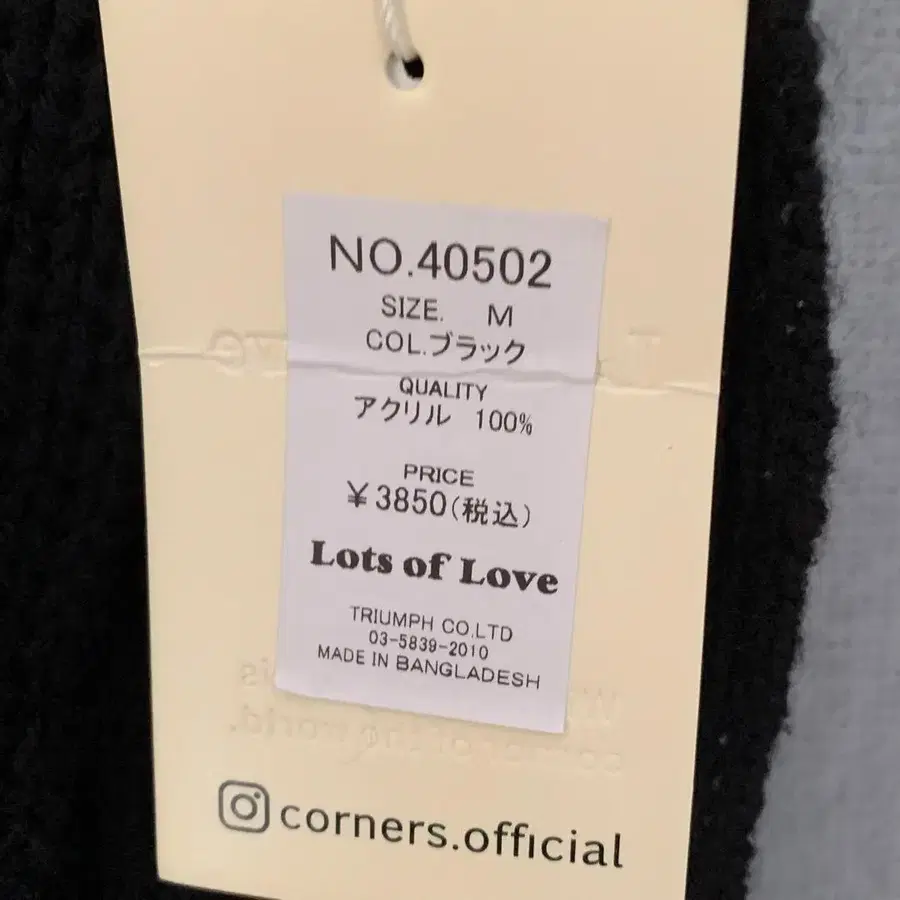 NO.40502
SIZE. M
COL.ブラック
QUALITY
アクリル 100%
PRICE
¥3850(税込)
Lots of Love
TRIUMPH CO.LTD
03-5839-2010
MADE IN BANGLADESH
corners.official